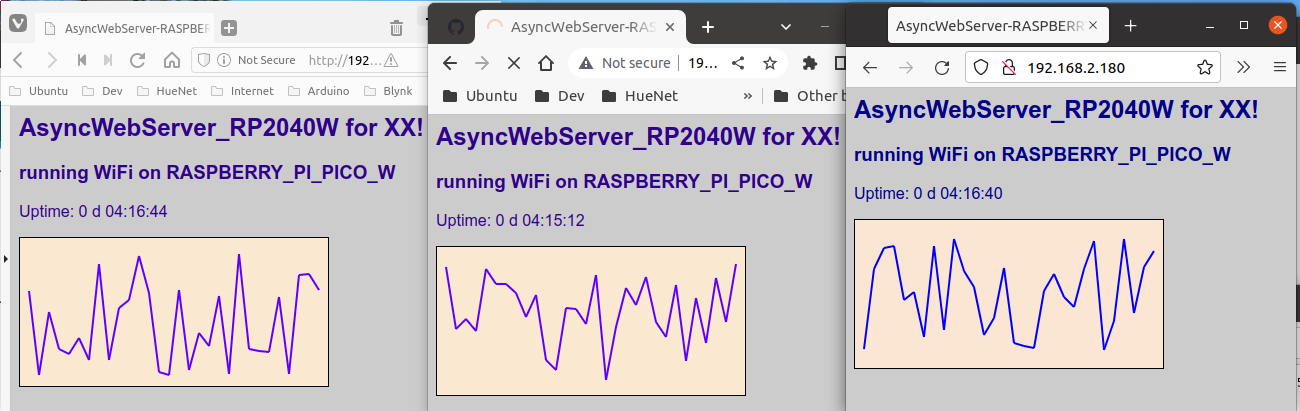 AsyncWebServer-RASPBER
Not Secure http://192...
Ubuntu Dev HueNet Internet Arduino Blynk
AsyncWebServer_RP2040W for XX!
running WiFi on RASPBERRY_PI_PICO_W
Uptime: 0 d 04:16:44
AsyncWebServer-RAS
Not secure 19...
Ubuntu Dev HueNet » Other b
AsyncWebServer_RP2040W for XX!
running WiFi on RASPBERRY_PI_PICO_W
Uptime: 0 d 04:15:12
AsyncWebServer-RASPBERR
192.168.2.180
AsyncWebServer_RP2040W for XX!
running WiFi on RASPBERRY_PI_PICO_W
Uptime: 0 d 04:16:40